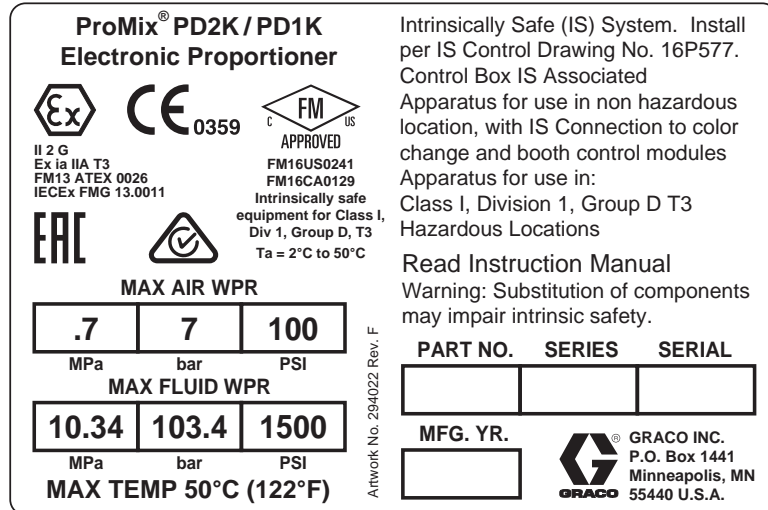 ProMix® PD2K / PD1K
Electronic Proportioner
Ex
CE 0359
FM
C US
APPROVED
II 2 G
Ex ia IIA T3
FM13 ATEX 0026
IECEx FMG 13.0011
FM16US0241
FM16CA0129
Intrinsically safe
equipment for Class I,
Div 1, Group D, T3
Ta = 2°C to 50°C
EAC
MAX AIR WPR
.7 7 100
MPa bar PSI
MAX FLUID WPR
10.34 103.4 1500
MPa bar PSI
MAX TEMP 50°C (122°F)
Artwork No. 294022 Rev. F
Intrinsically Safe (IS) System. Install
per IS Control Drawing No. 16P577.
Control Box IS Associated
Apparatus for use in non hazardous
location, with IS Connection to color
change and booth control modules
Apparatus for use in:
Class I, Division 1, Group D T3
Hazardous Locations
Read Instruction Manual
Warning: Substitution of components
may impair intrinsic safety.
PART NO. SERIES SERIAL
MFG. YR.
G ®
GRACO
GRACO INC.
P.O. Box 1441
Minneapolis, MN
55440 U.S.A.